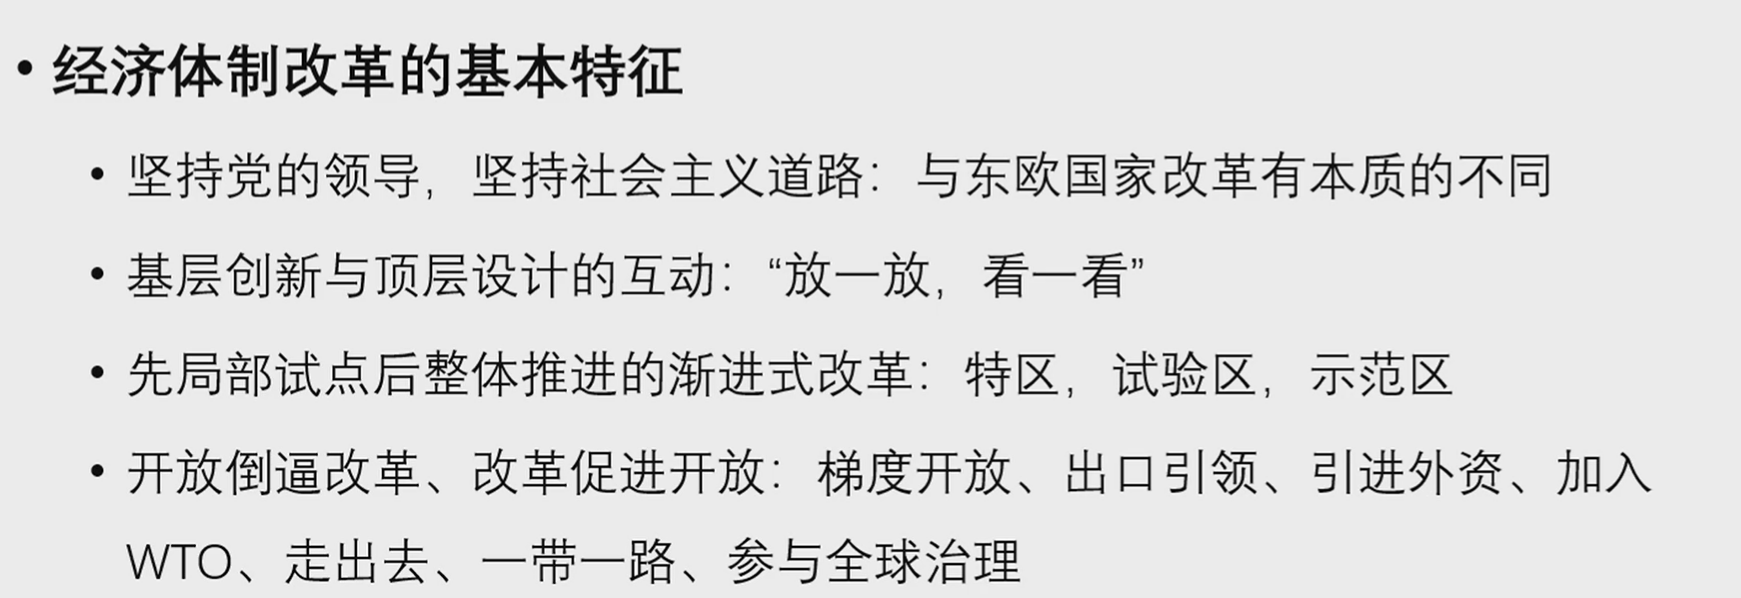 • 经济体制改革的基本特征
• 坚持党的领导，坚持社会主义道路：与东欧国家改革有本质的不同
• 基层创新与顶层设计的互动：“放一放，看一看”
• 先局部试点后整体推进的渐进式改革：特区，试验区，示范区
• 开放倒逼改革、改革促进开放：梯度开放、出口引领、引进外资、加入
WTO、走出去、一带一路、参与全球治理